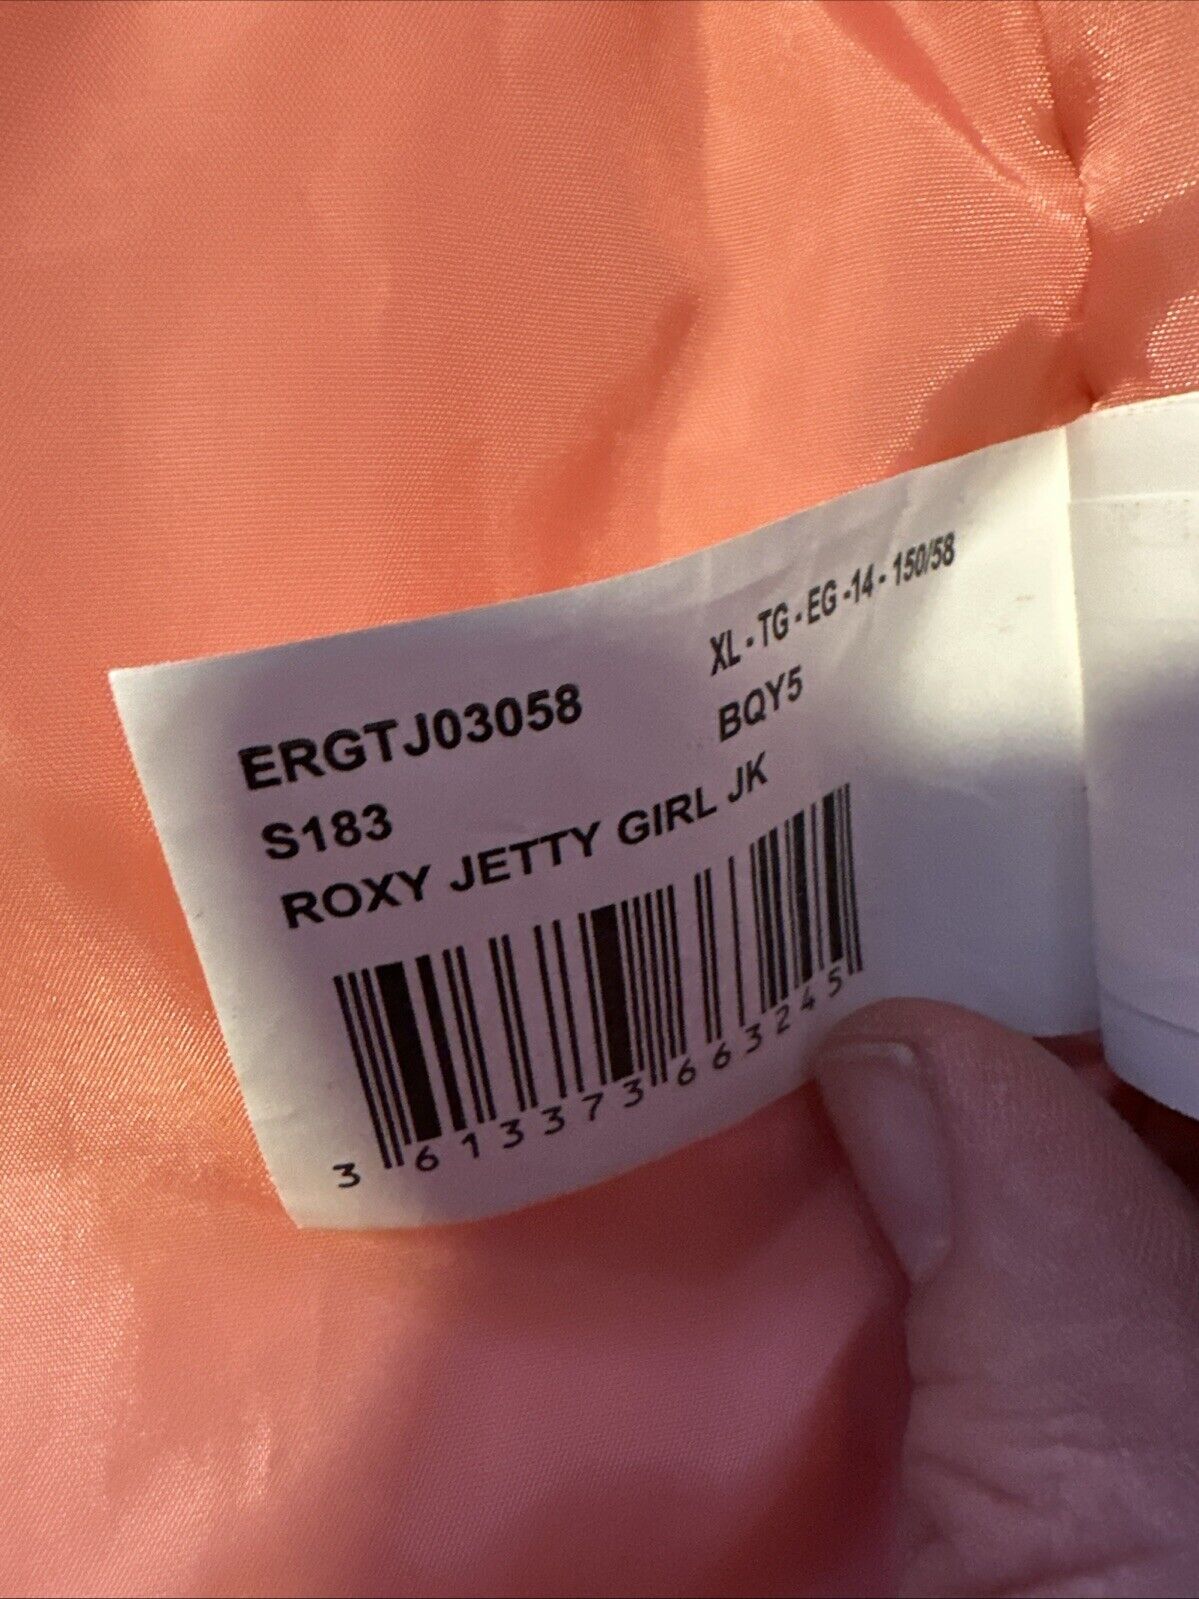 XL - TG - EG -14 - 150/58
ERGTJ03058 BQY5
S183
ROXY JETTY GIRL JK
3 613373 663245